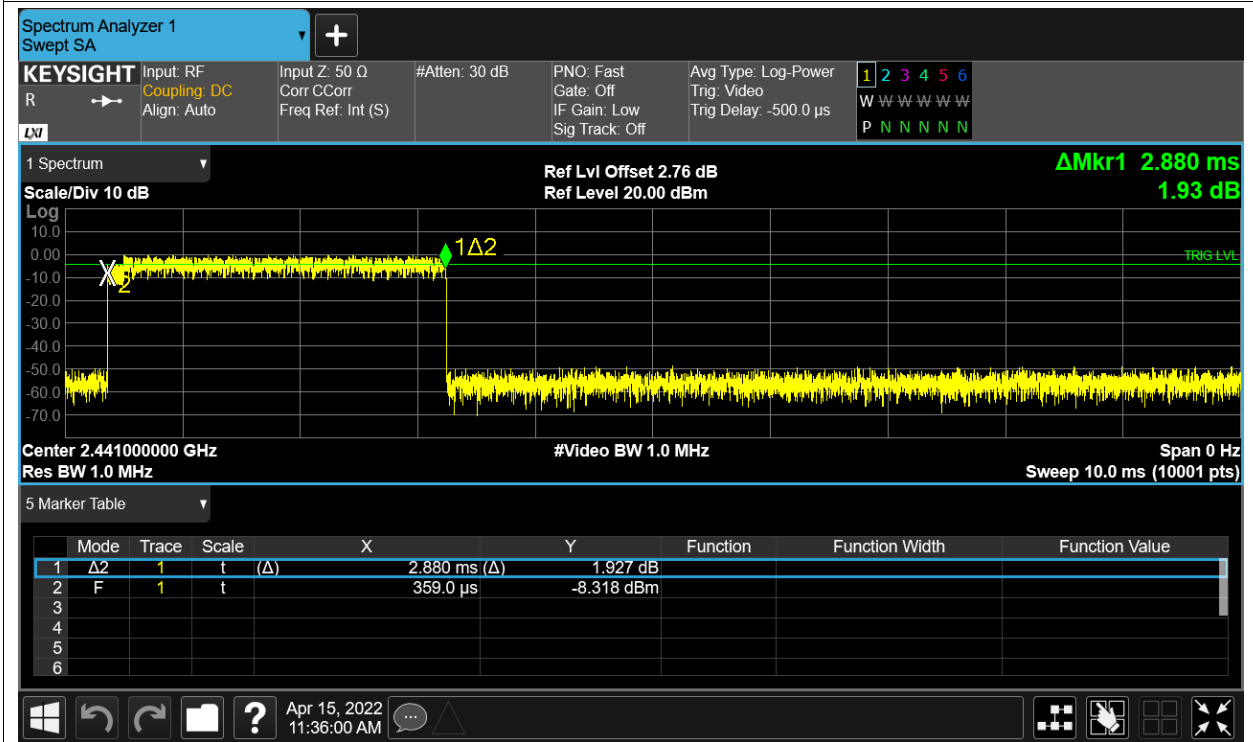 Spectrum Analyzer 1
Swept SA
+
KEYSIGHT Input: RF Input Z: 50 Ω #Atten: 30 dB PNO: Fast Avg Type: Log-Power 1 2 3 4 5 6
R Coupling: DC Corr CCorr Gate: Off Trig: Video W W W W W W
Align: Auto Freq Ref: Int (S) IF Gain: Low Trig Delay: -500.0 µs
LXI Sig Track: Off P N N N N N
1 Spectrum Ref Lvl Offset 2.76 dB ΔMkr1 2.880 ms
Scale/Div 10 dB Ref Level 20.00 dBm 1.93 dB
Log
10.0
1Δ2
0.00 TRIG LVL
-10.0 X 2
-20.0
-30.0
-40.0
-50.0
-60.0
-70.0
Center 2.441000000 GHz #Video BW 1.0 MHz Span 0 Hz
Res BW 1.0 MHz Sweep 10.0 ms (10001 pts)
5 Marker Table
Mode Trace Scale X Y Function Function Width Function Value
1 Δ2 1 t (Δ) 2.880 ms (Δ) 1.927 dB
2 F 1 t 359.0 µs -8.318 dBm
3
4
5
6
? Apr 15, 2022
11:36:00 AM